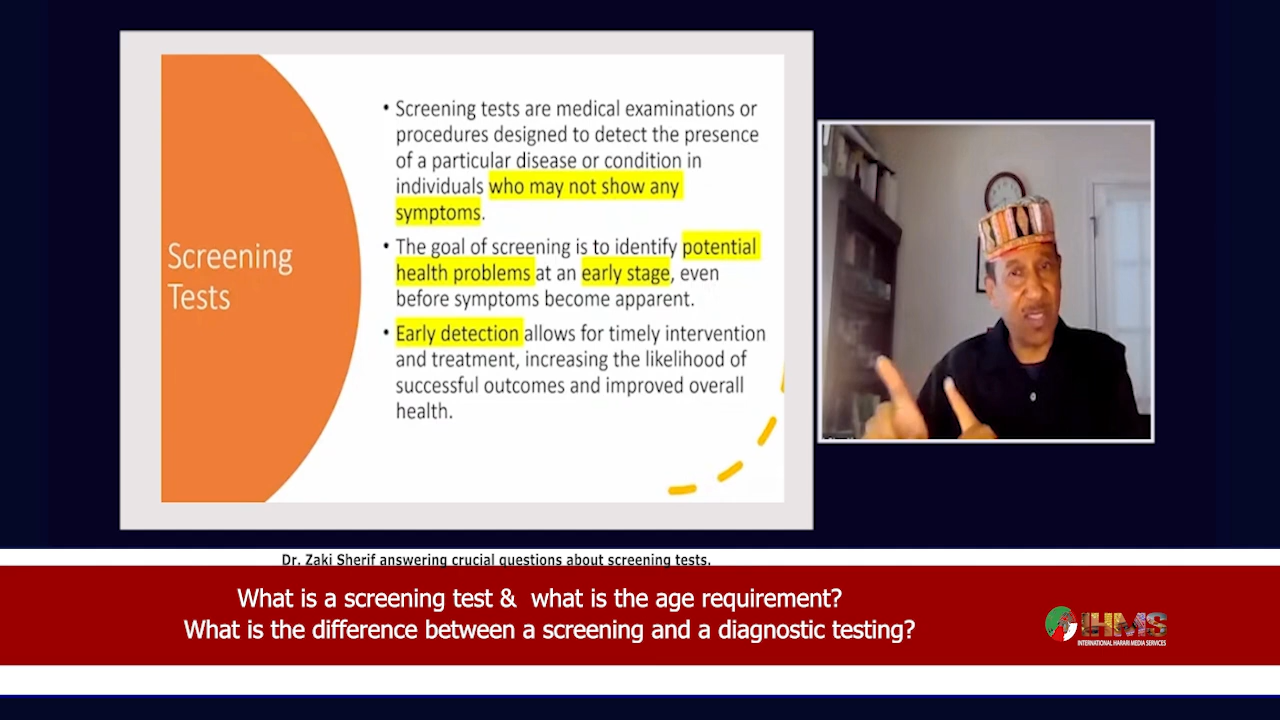 Screening
Tests
• Screening tests are medical examinations or
procedures designed to detect the presence
of a particular disease or condition in
individuals who may not show any
symptoms.
• The goal of screening is to identify potential
health problems at an early stage, even
before symptoms become apparent.
• Early detection allows for timely intervention
and treatment, increasing the likelihood of
successful outcomes and improved overall
health.
Dr. Zaki Sherif answering crucial questions about screening tests.
What is a screening test & what is the age requirement?
What is the difference between a screening and a diagnostic testing?
IHMS
INTERNATIONAL HARARI MEDIA SERVICES